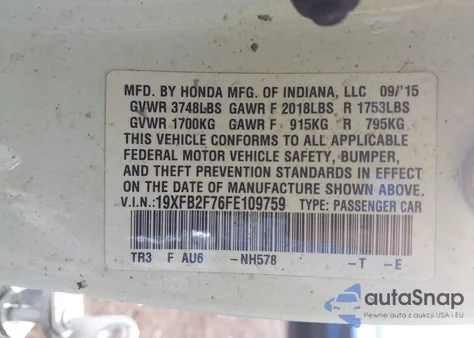 MFD. BY HONDA MFG. OF INDIANA, LLC 09/'15
GVWR 3748LBS GAWR F 2018LBS R 1753LBS
GVWR 1700KG GAWR F 915KG R 795KG
THIS VEHICLE CONFORMS TO ALL APPLICABLE
FEDERAL MOTOR VEHICLE SAFETY, BUMPER,
AND THEFT PREVENTION STANDARDS IN EFFECT
ON THE DATE OF MANUFACTURE SHOWN ABOVE.
V.I.N.:19XFB2F76FE109759 TYPE: PASSENGER CAR
TR3 F AU6 -NH578 -T -E
autoSnap
Pewne auto z aukcji USA i EU